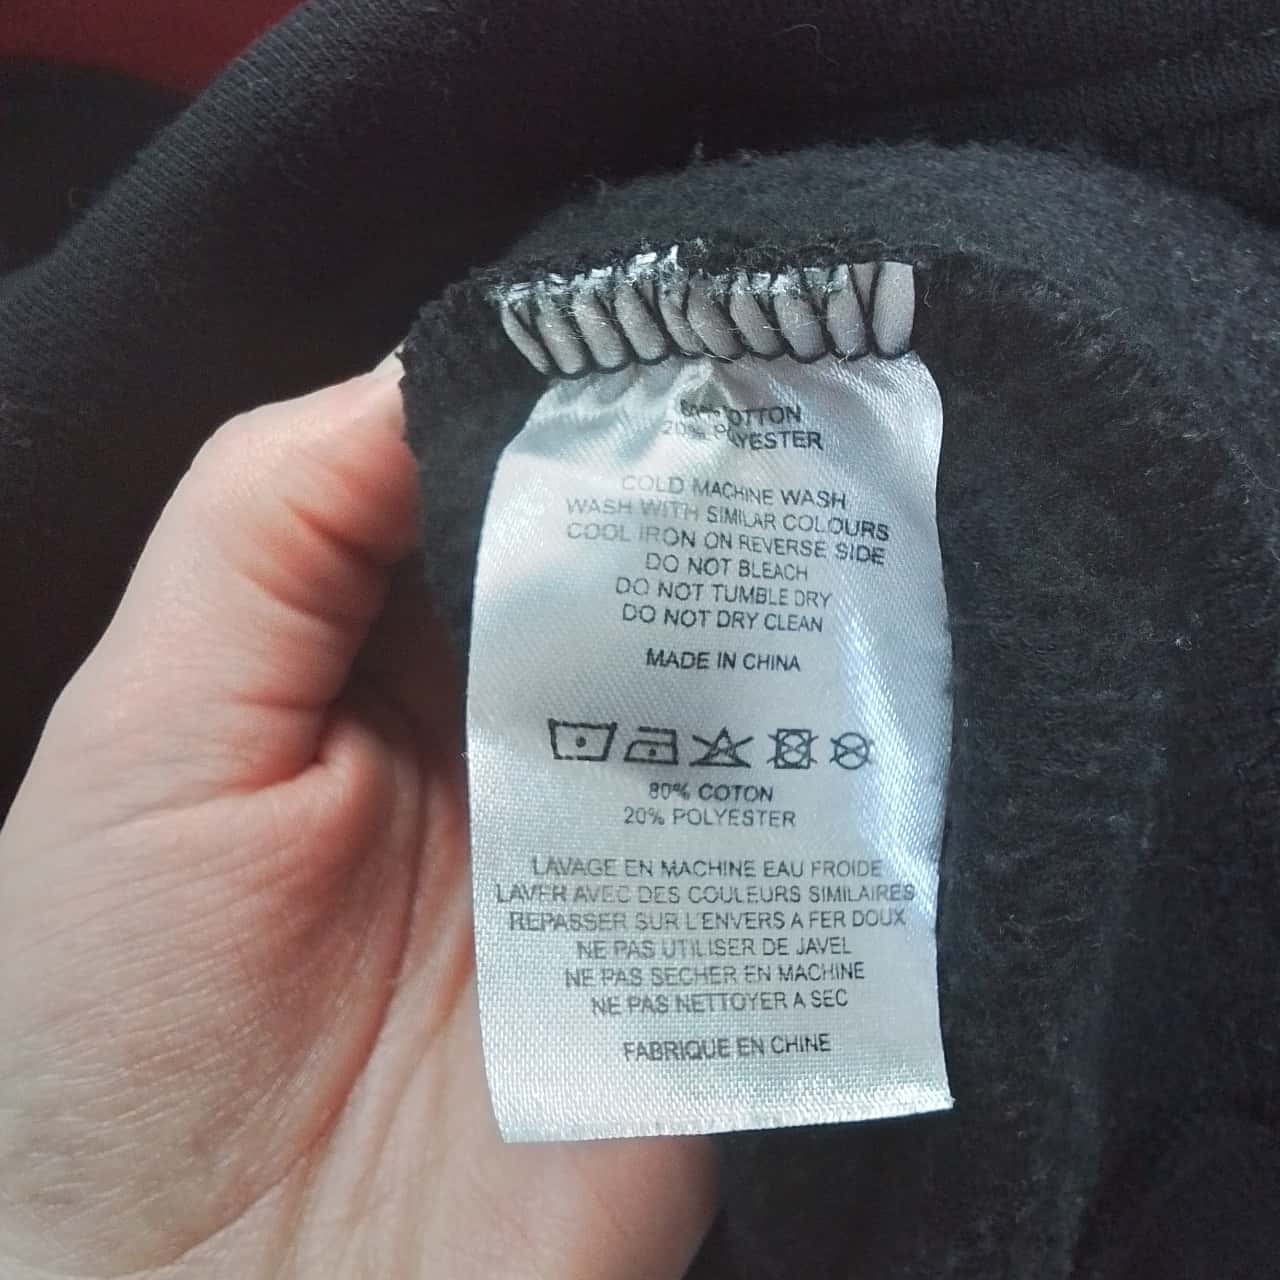 80% COTTON
20% POLYESTER
COLD MACHINE WASH
WASH WITH SIMILAR COLOURS
COOL IRON ON REVERSE SIDE
DO NOT BLEACH
DO NOT TUMBLE DRY
DO NOT DRY CLEAN
MADE IN CHINA
80% COTON
20% POLYESTER
LAVAGE EN MACHINE EAU FROIDE
LAVER AVEC DES COULEURS SIMILAIRES
REPASSER SUR L'ENVERS A FER DOUX
NE PAS UTILISER DE JAVEL
NE PAS SECHER EN MACHINE
NE PAS NETTOYER A SEC
FABRIQUE EN CHINE